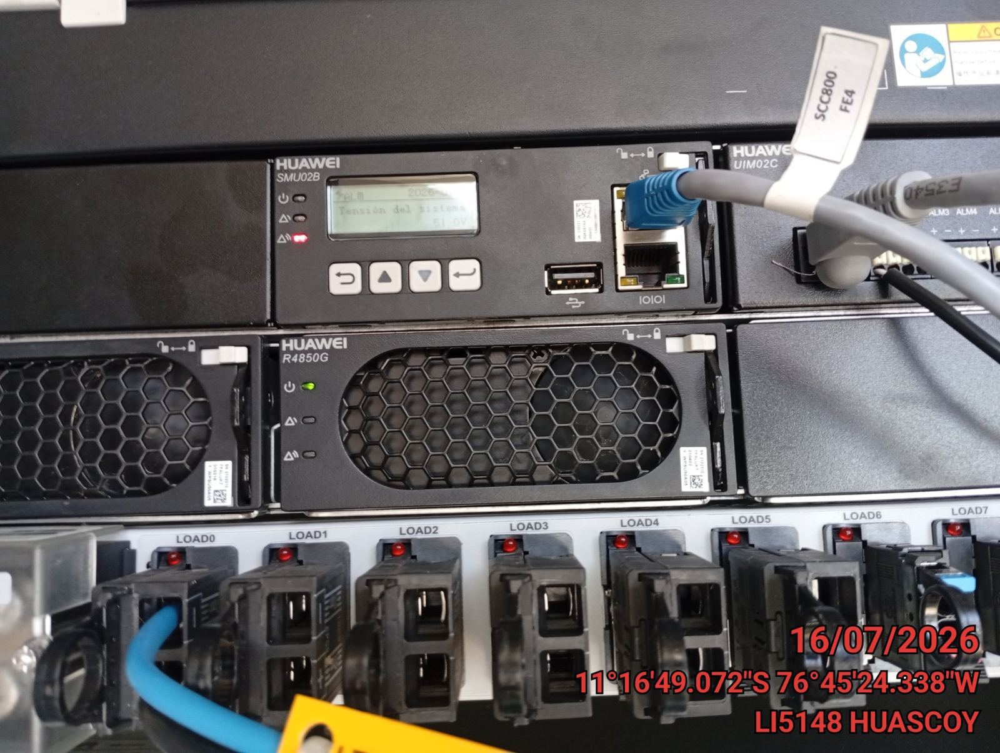 SCC800.
FE4
HUAWEI
SMU02B
ALM 2026-0
Tensión del sistema
51.0V
HUAWEI
UIM02C
E3540
ALM3 ALM4
+ − + −
IOIOI
HUAWEI
R4850G
LOAD0
LOAD1
LOAD2
LOAD3
LOAD4
LOAD5
LOAD6
LOAD7
16/07/2026
11°16'49.072"S 76°45'24.338"W
LI5148 HUASCOY